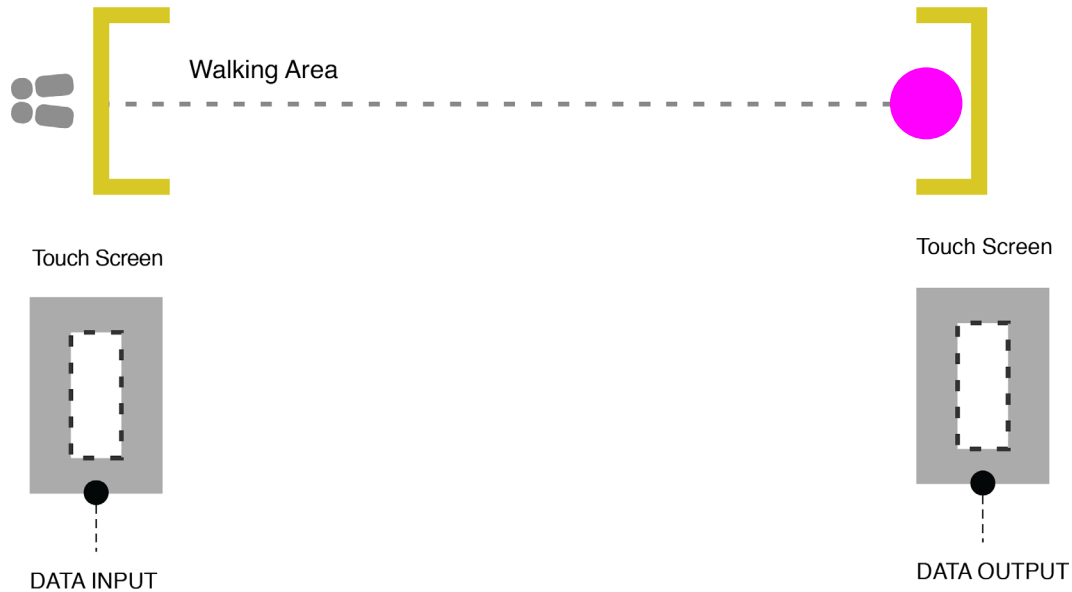 Walking Area
Touch Screen
Touch Screen
DATA INPUT
DATA OUTPUT